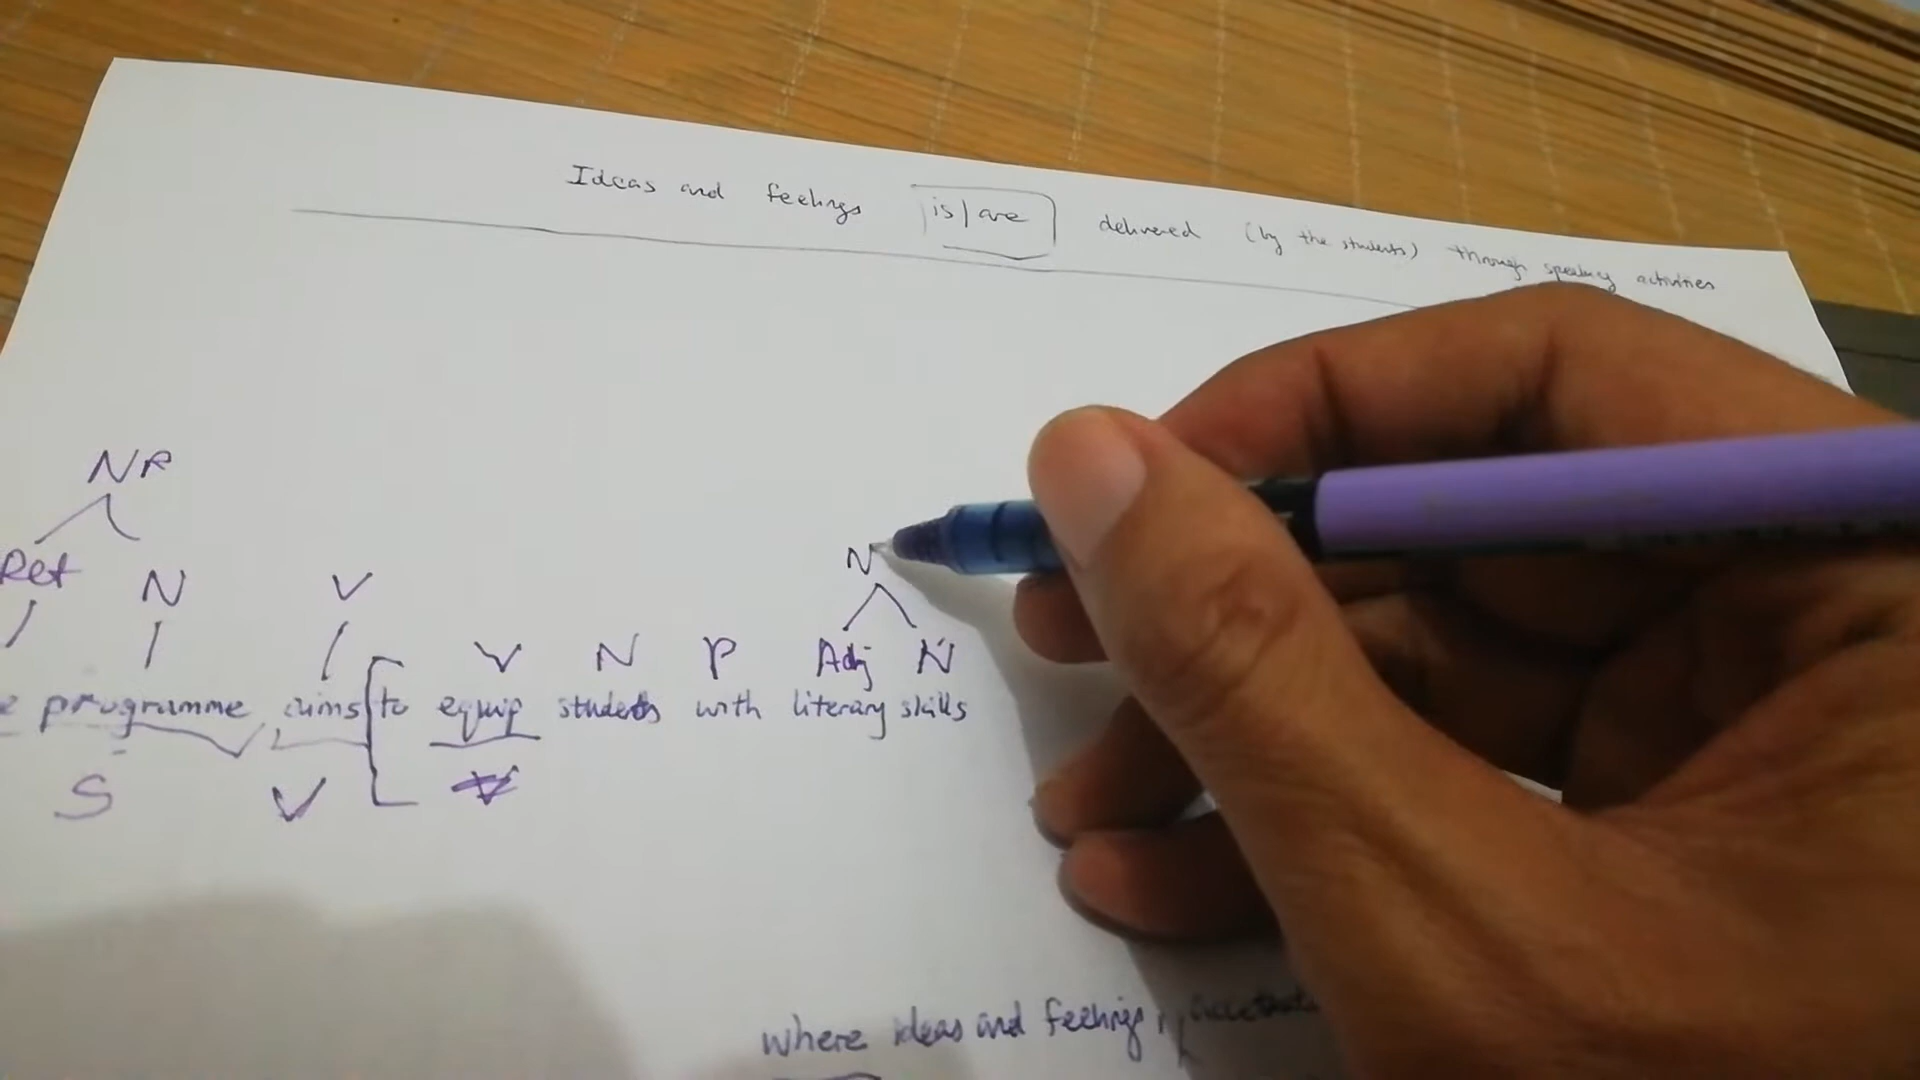 Ideas and feelings is/are delivered (by the students) through speaking activities
NP
Det N V
N
V N P Adj N
programme aims to equip students with literary skills
S V
where ideas and feelings